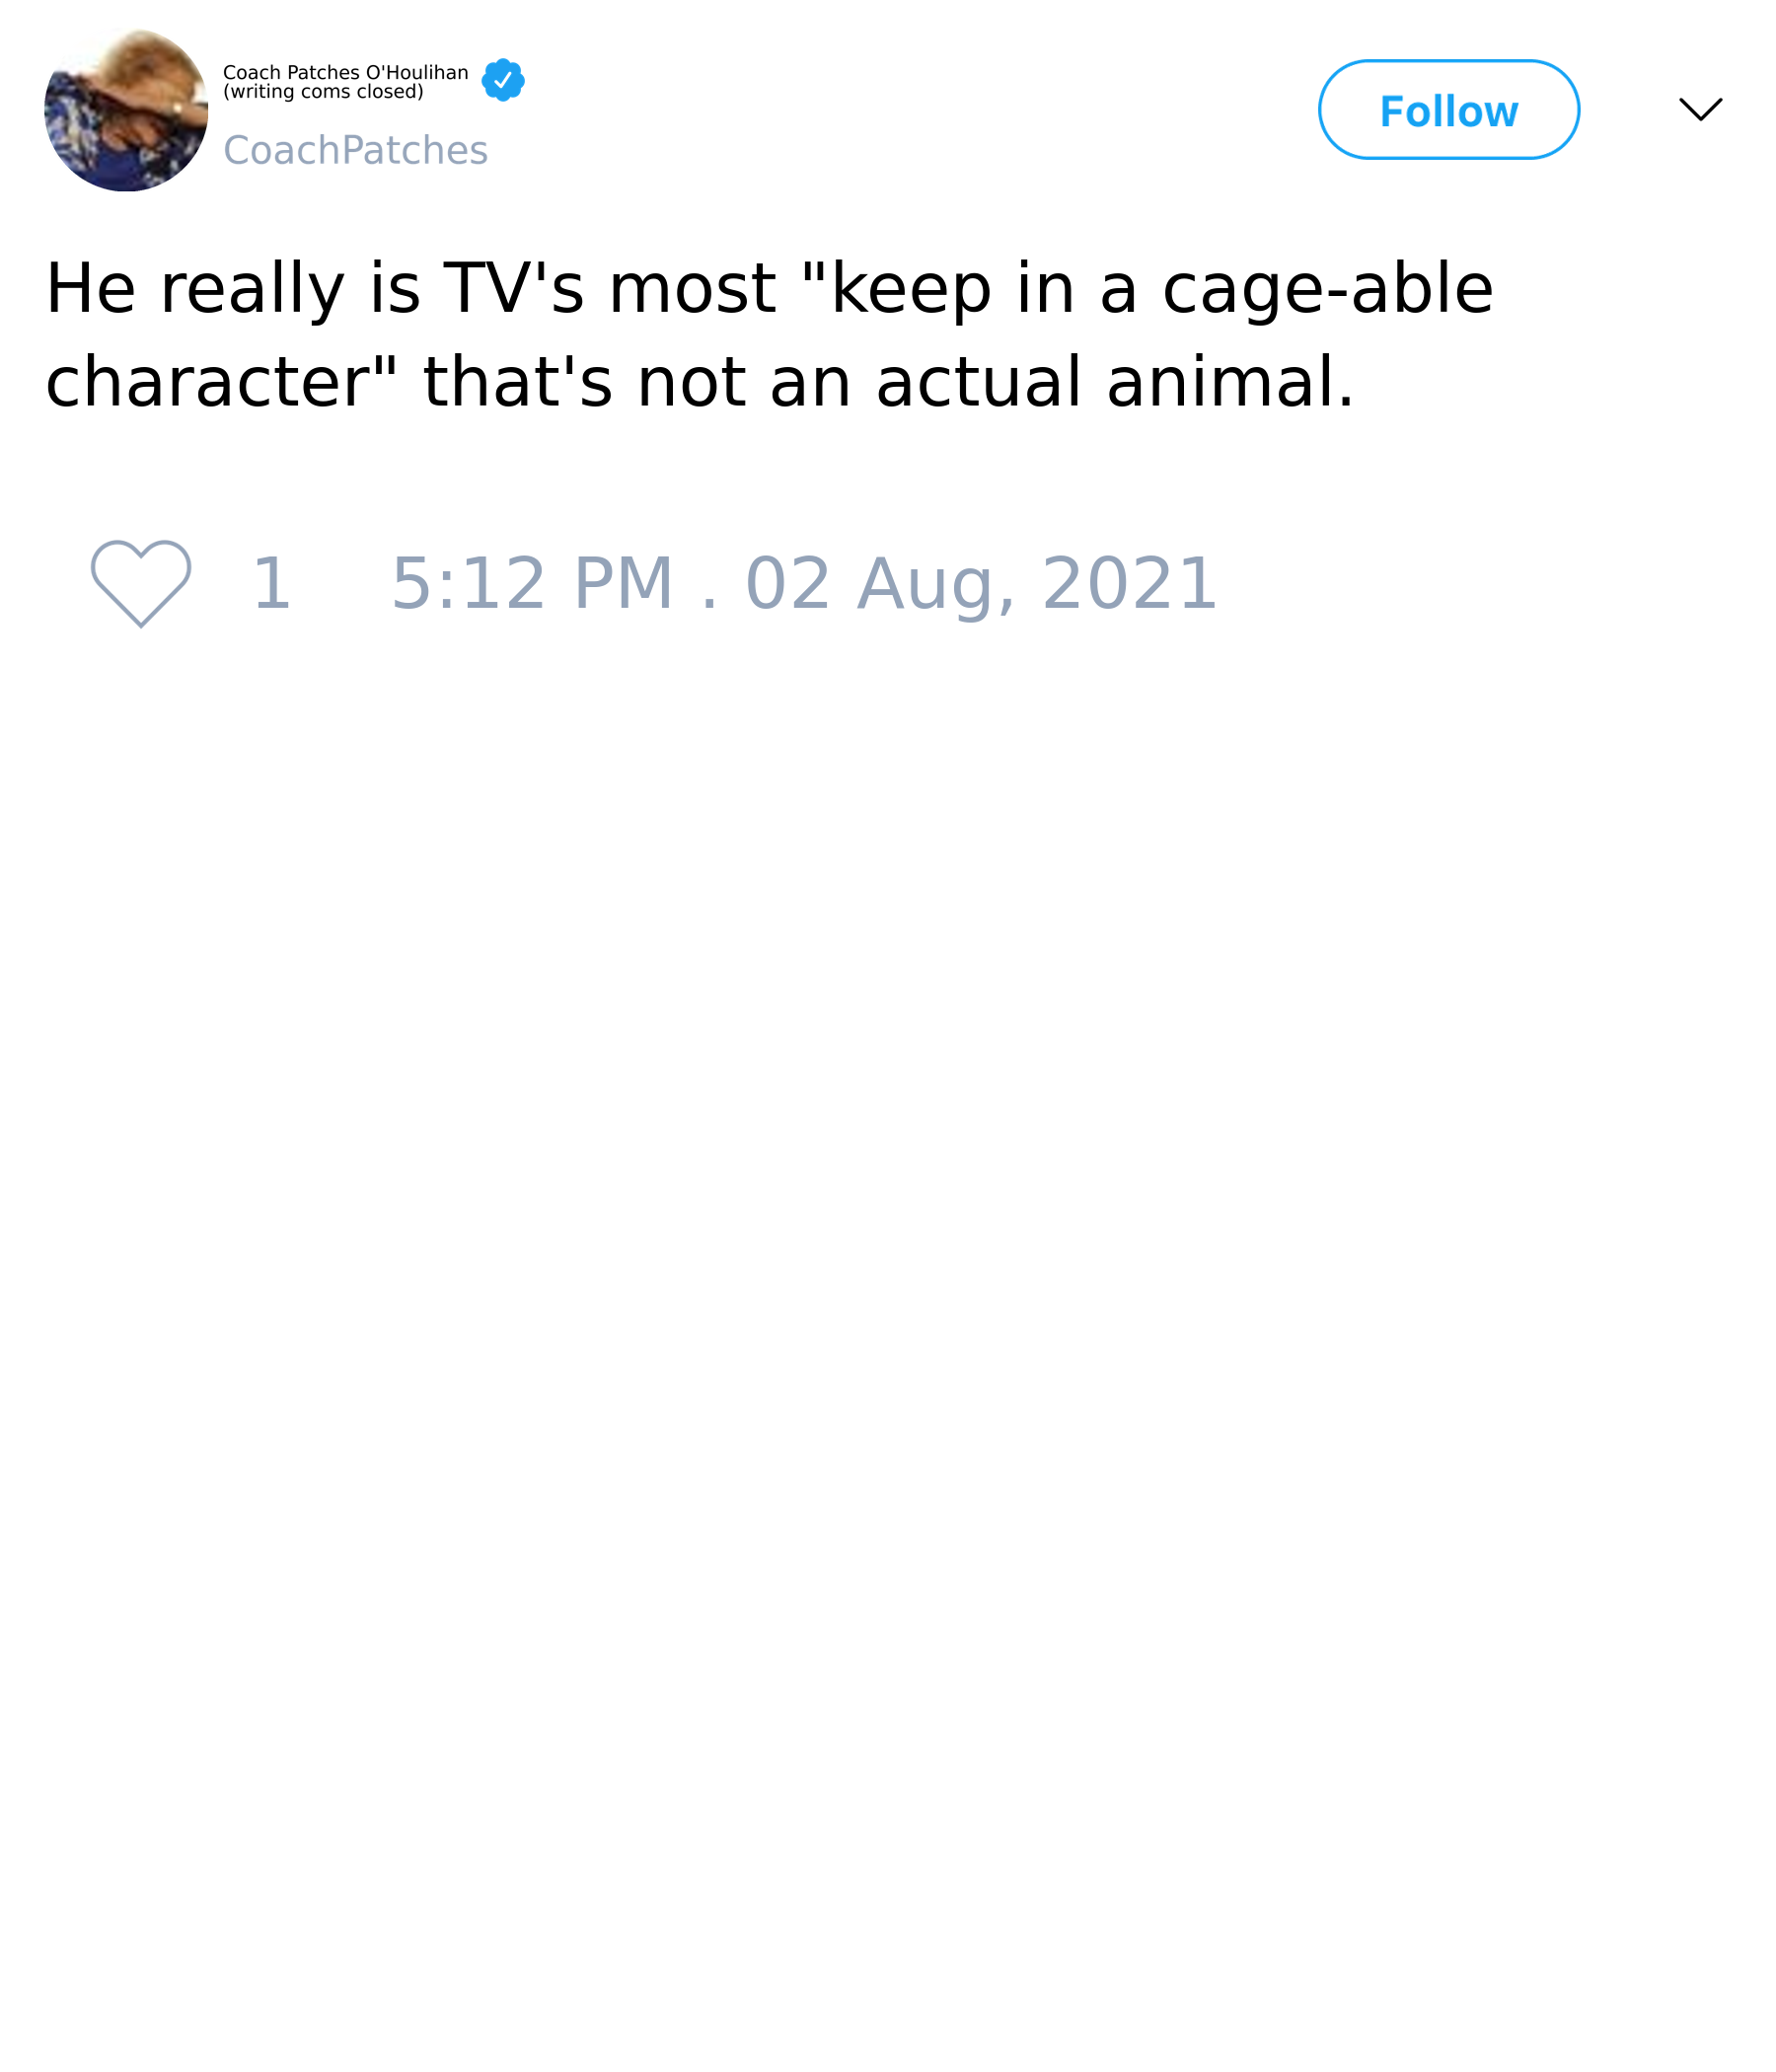 Coach Patches O'Houlihan
(writing coms closed)
CoachPatches
Follow
He really is TV's most "keep in a cage-able
character" that's not an actual animal.
1 5:12 PM . 02 Aug, 2021